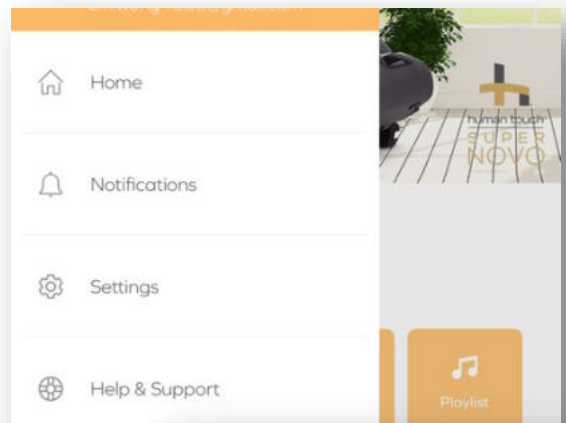 Home
Notifications
Settings
Help & Support
human touch
SUPER
NOVO
Playlist